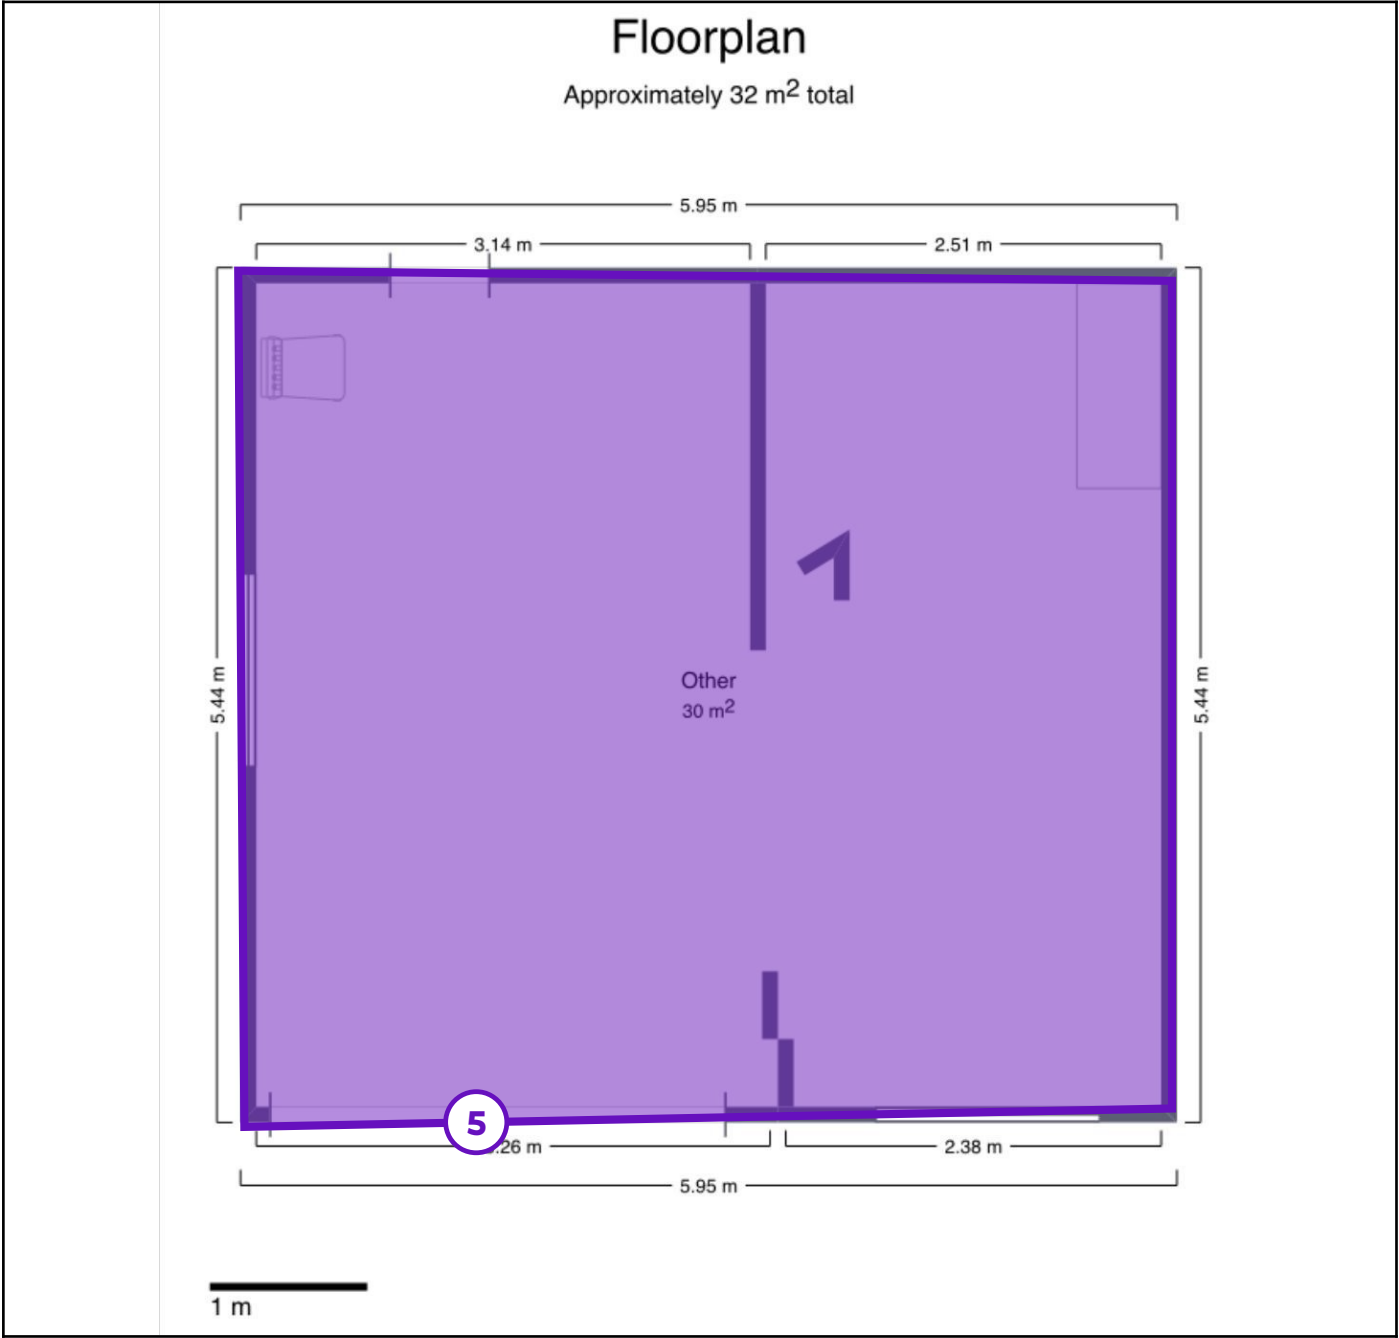 Floorplan
Approximately 32 m² total
5.95 m
3.14 m
2.51 m
5.44 m
5.44 m
Other
30 m²
5
.26 m
2.38 m
5.95 m
1 m